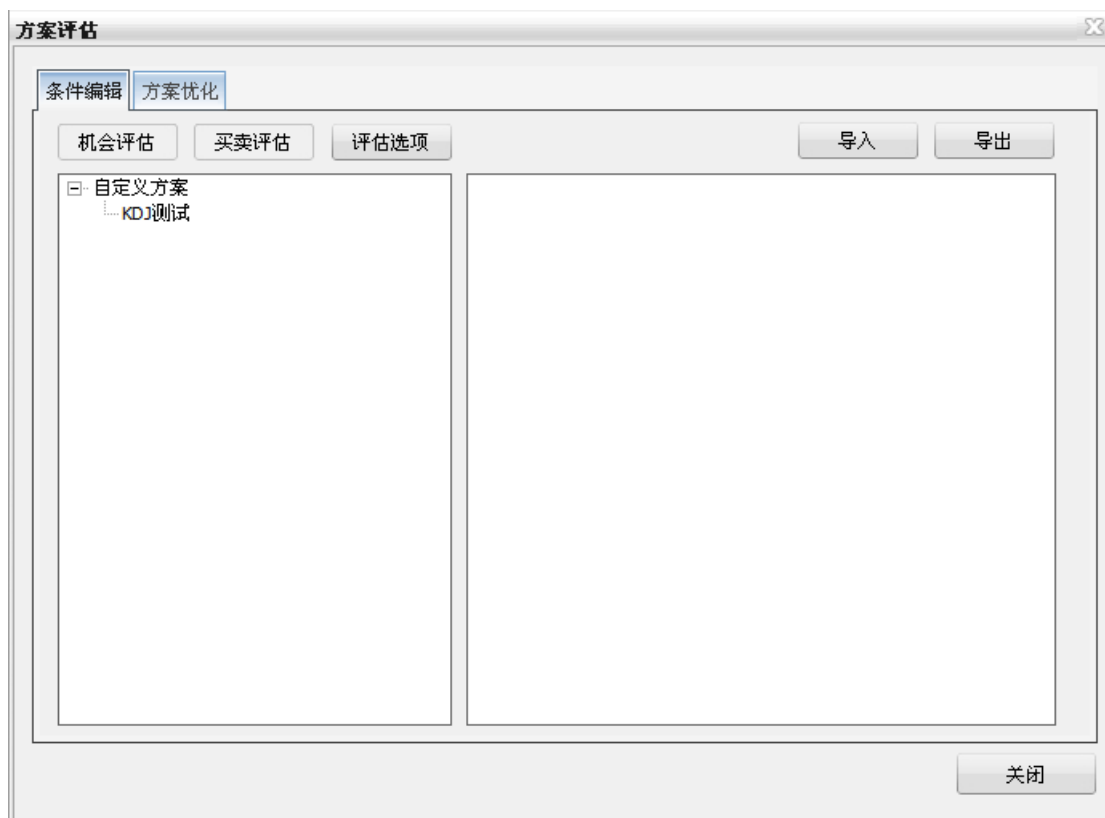 方案评估
条件编辑 方案优化
机会评估 买卖评估 评估选项 导入 导出
自定义方案
KDJ测试
关闭